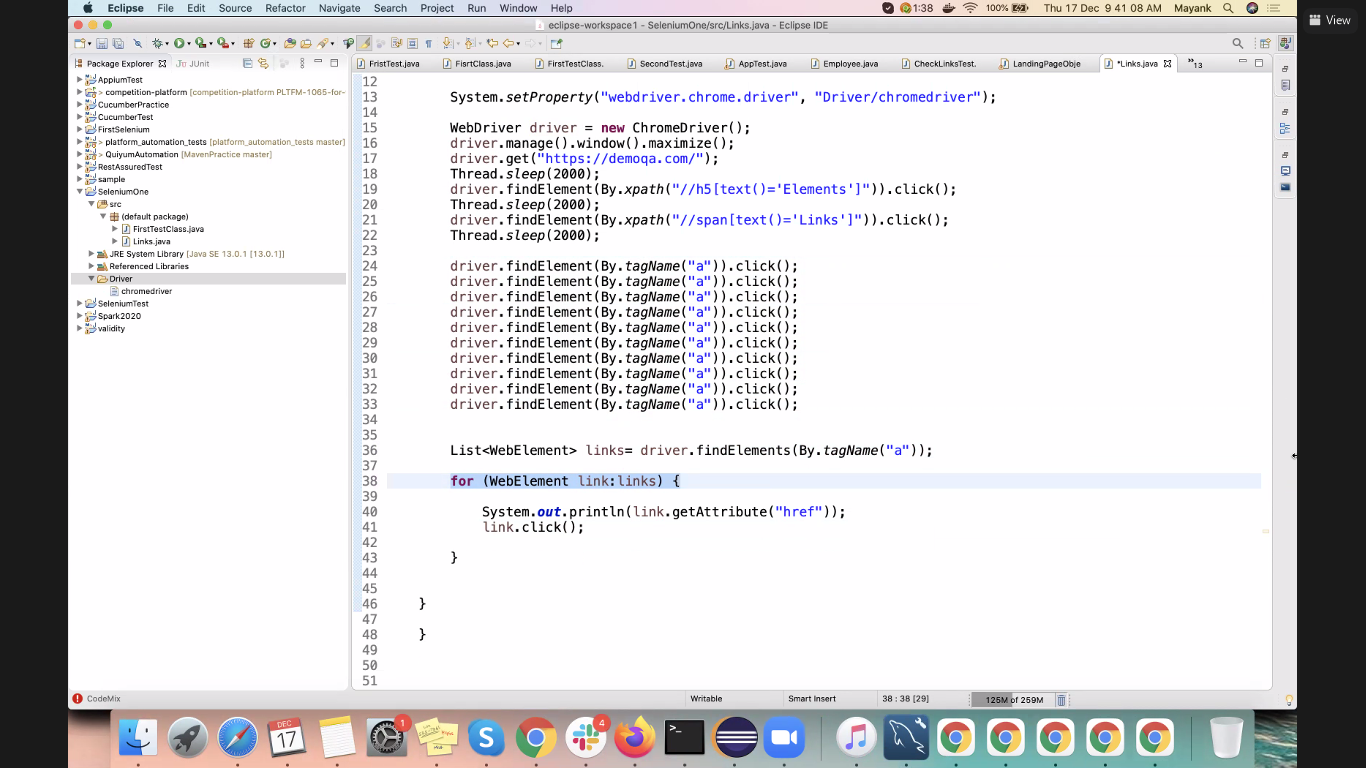 Eclipse File Edit Source Refactor Navigate Search Project Run Window Help 1:38 100% Thu 17 Dec 9 41 08 AM Mayank
View
eclipse-workspace1 - SeleniumOne/src/Links.java - Eclipse IDE
Package Explorer JUnit
FristTest.java FisrtClass.java FirstTestClass. SecondTest.java AppTest.java Employee.java CheckLinksTest. LandingPageObje *Links.java »13
AppiumTest
> competition-platform [competition-platform PLTFM-1065-for-
CucumberPractice
CucumberTest
FirstSelenium
> platform_automation_tests [platform_automation_tests master]
> QuiyumAutomation [MavenPractice master]
RestAssuredTest
sample
SeleniumOne
src
(default package)
FirstTestClass.java
Links.java
JRE System Library [Java SE 13.0.1 [13.0.1]]
Referenced Libraries
Driver
chromedriver
SeleniumTest
Spark2020
validity
12
13 System.setProperty("webdriver.chrome.driver", "Driver/chromedriver");
14
15 WebDriver driver = new ChromeDriver();
16 driver.manage().window().maximize();
17 driver.get("https://demoqa.com/");
18 Thread.sleep(2000);
19 driver.findElement(By.xpath("//h5[text()='Elements']")).click();
20 Thread.sleep(2000);
21 driver.findElement(By.xpath("//span[text()='Links']")).click();
22 Thread.sleep(2000);
23
24 driver.findElement(By.tagName("a")).click();
25 driver.findElement(By.tagName("a")).click();
26 driver.findElement(By.tagName("a")).click();
27 driver.findElement(By.tagName("a")).click();
28 driver.findElement(By.tagName("a")).click();
29 driver.findElement(By.tagName("a")).click();
30 driver.findElement(By.tagName("a")).click();
31 driver.findElement(By.tagName("a")).click();
32 driver.findElement(By.tagName("a")).click();
33 driver.findElement(By.tagName("a")).click();
34
35
36 List<WebElement> links= driver.findElements(By.tagName("a"));
37
38 for (WebElement link:links) {
39
40 System.out.println(link.getAttribute("href"));
41 link.click();
42
43 }
44
45
46 }
47
48 }
49
50
51
CodeMix Writable Smart Insert 38 : 38 [29] 125M of 259M
DEC
17
1
4